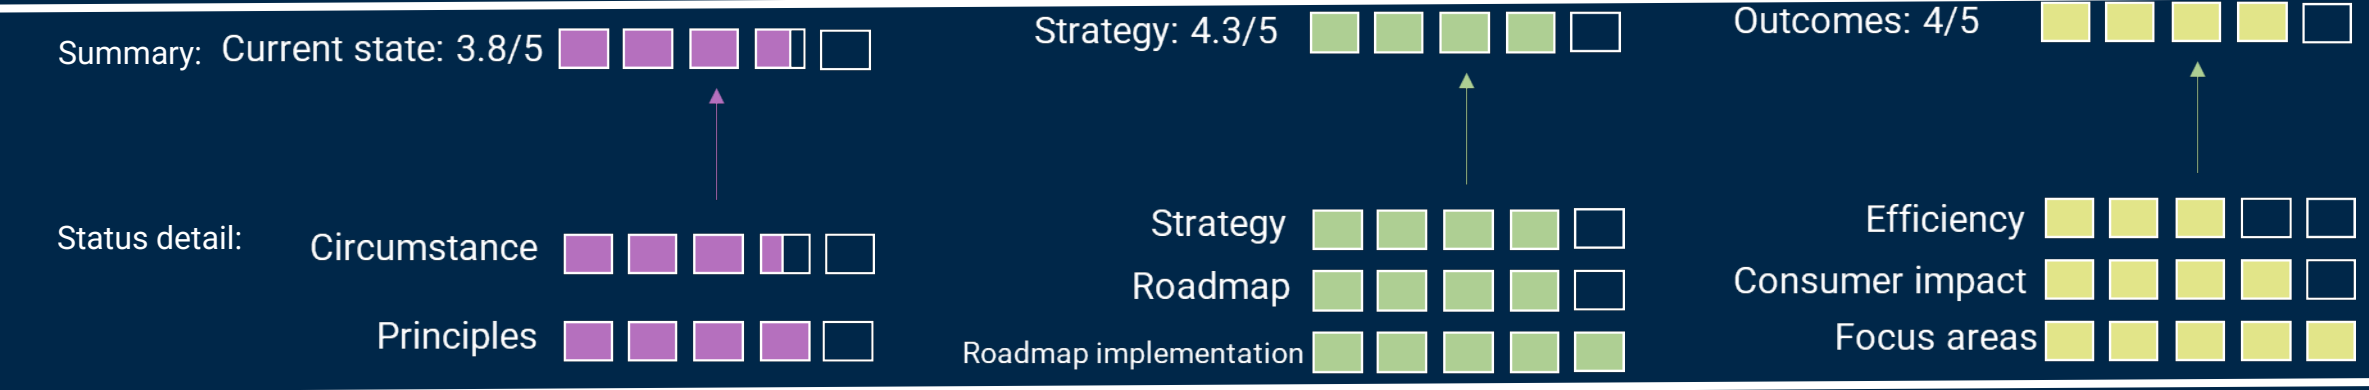 Summary: Current state: 3.8/5
Strategy: 4.3/5
Outcomes: 4/5
Status detail:
Circumstance
Principles
Strategy
Roadmap
Roadmap implementation
Efficiency
Consumer impact
Focus areas